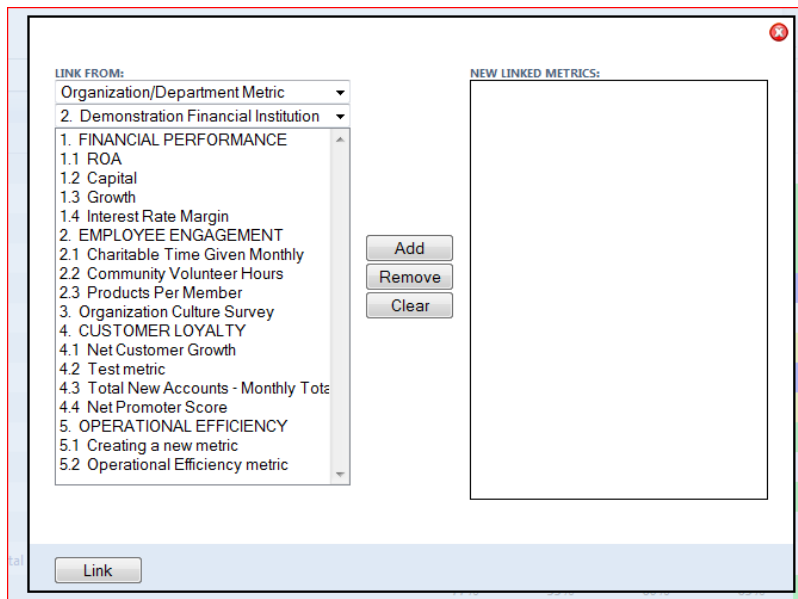 LINK FROM:
Organization/Department Metric
2. Demonstration Financial Institution
1. FINANCIAL PERFORMANCE
1.1 ROA
1.2 Capital
1.3 Growth
1.4 Interest Rate Margin
2. EMPLOYEE ENGAGEMENT
2.1 Charitable Time Given Monthly
2.2 Community Volunteer Hours
2.3 Products Per Member
3. Organization Culture Survey
4. CUSTOMER LOYALTY
4.1 Net Customer Growth
4.2 Test metric
4.3 Total New Accounts - Monthly Tota
4.4 Net Promoter Score
5. OPERATIONAL EFFICIENCY
5.1 Creating a new metric
5.2 Operational Efficiency metric
Add
Remove
Clear
NEW LINKED METRICS:
tal
Link